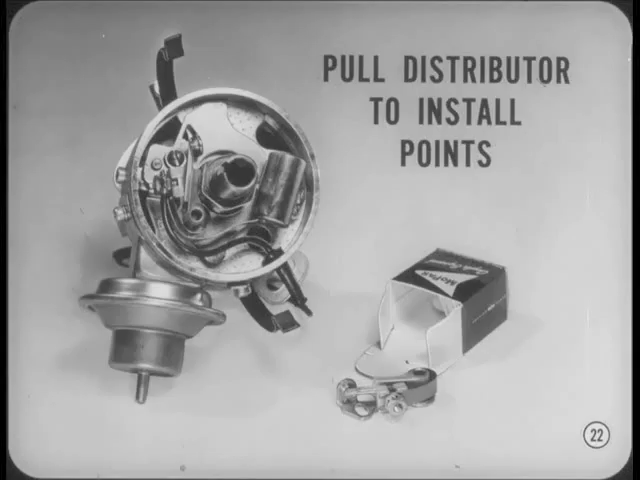 PULL DISTRIBUTOR
TO INSTALL
POINTS
MoPar
22